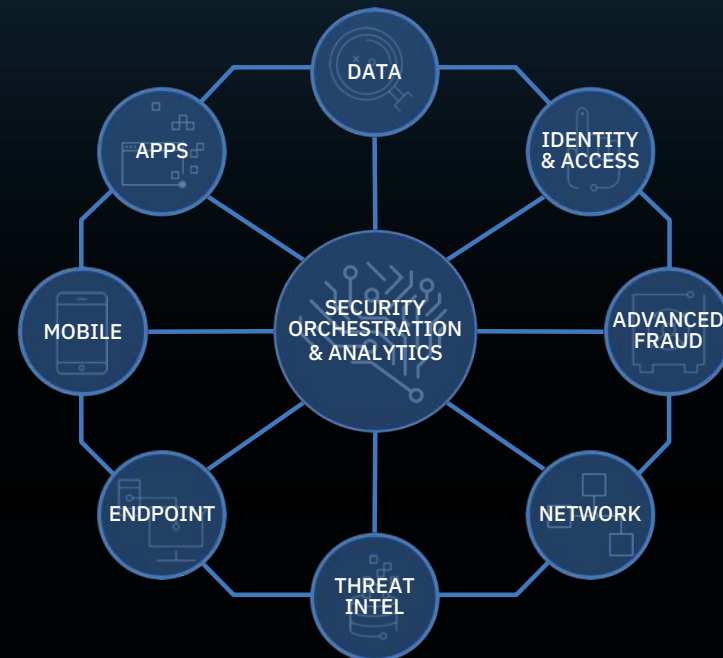 DATA
APPS
IDENTITY
& ACCESS
MOBILE
SECURITY
ORCHESTRATION
& ANALYTICS
ADVANCED
FRAUD
ENDPOINT
NETWORK
THREAT
INTEL